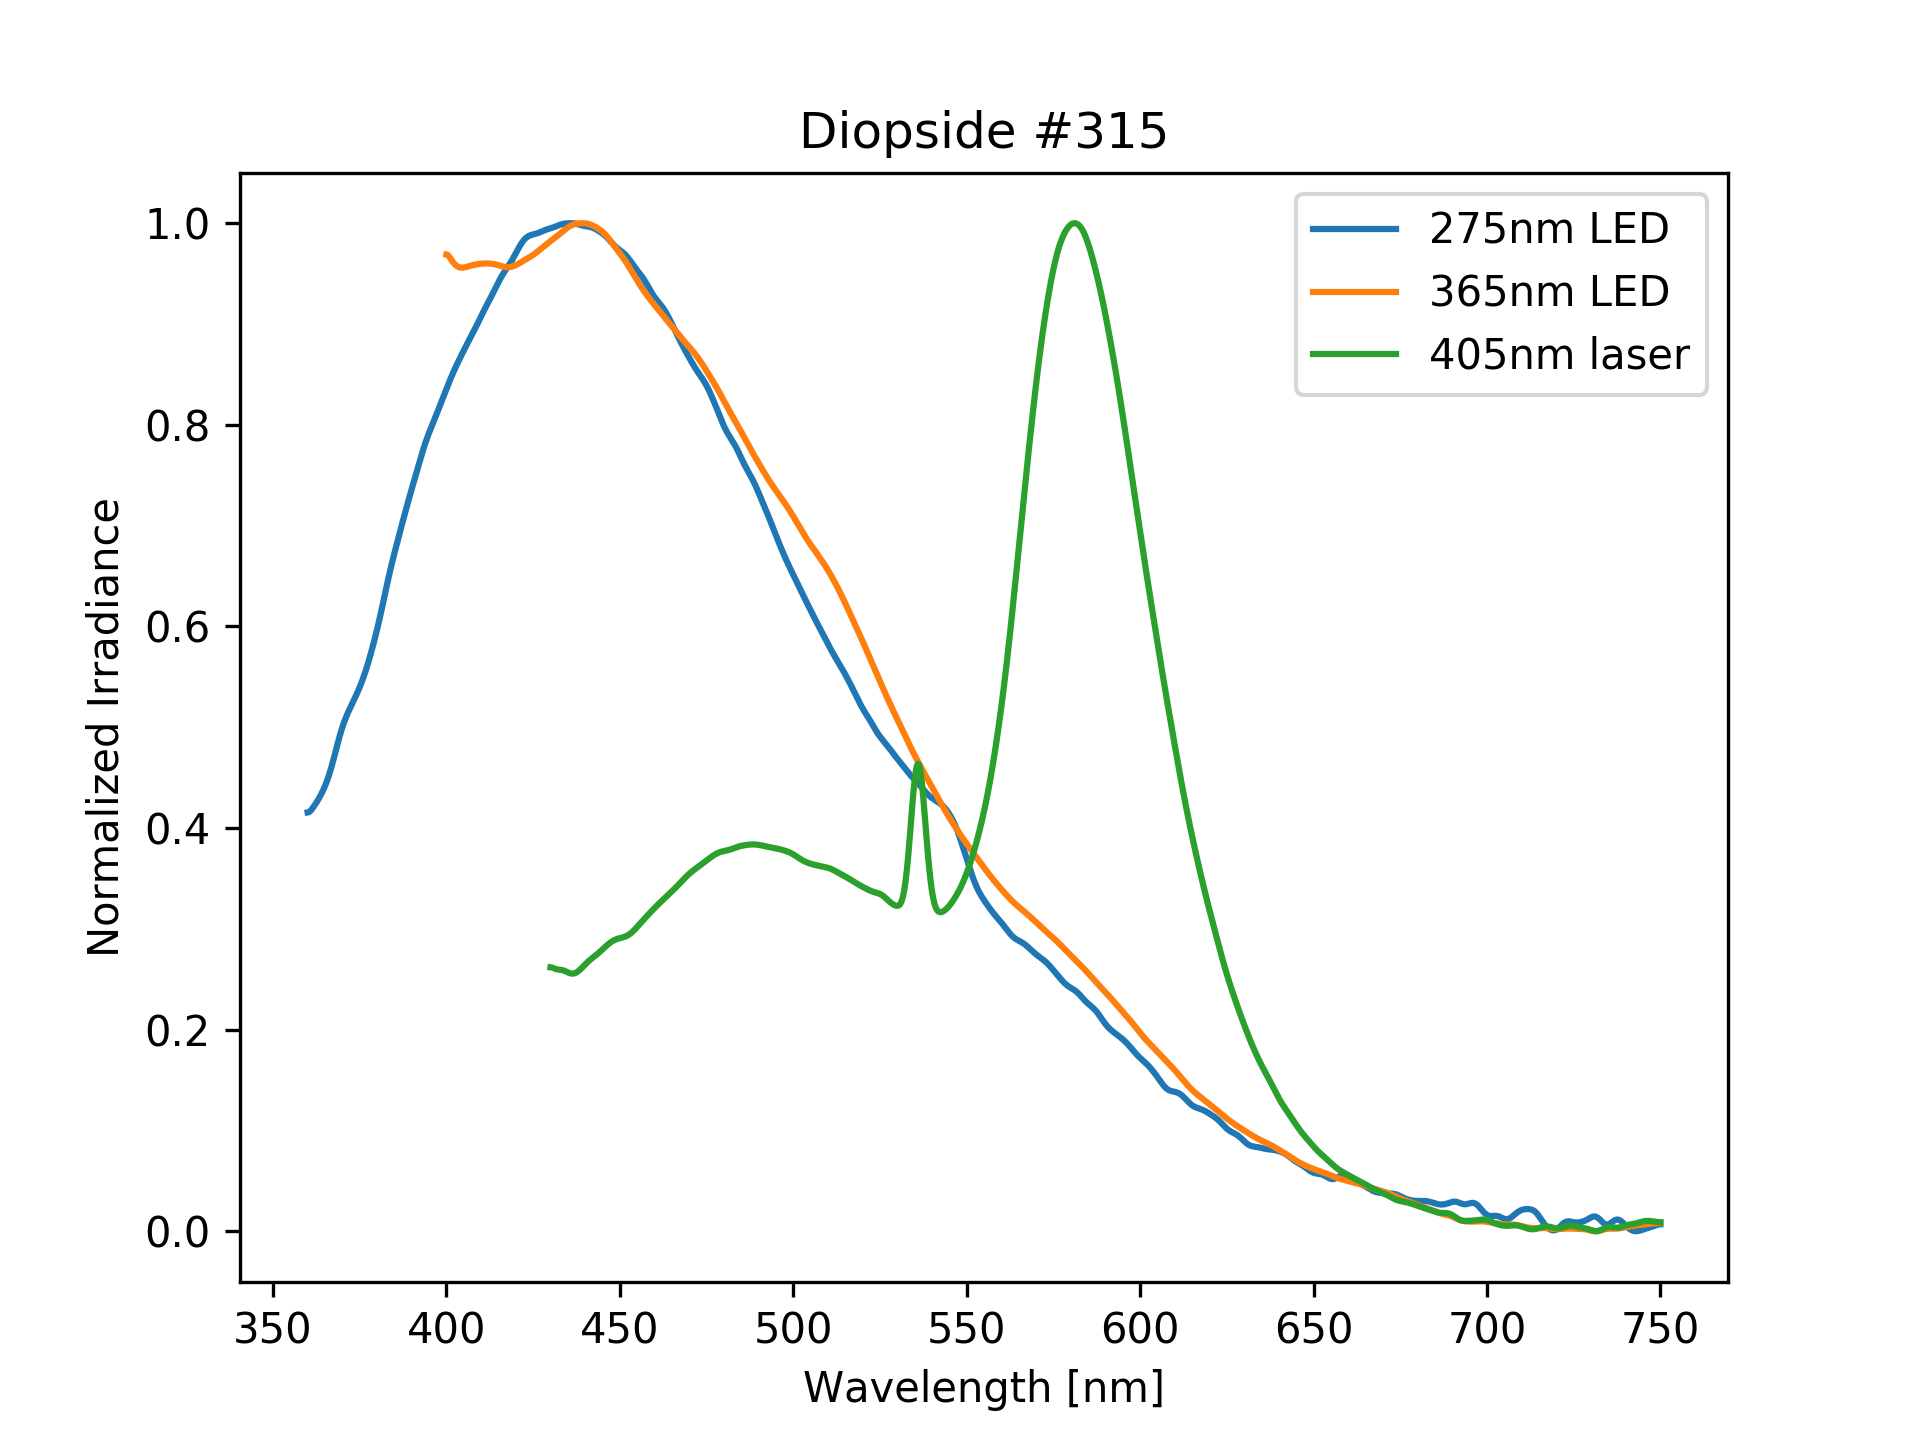 Diopside #315
275nm LED
365nm LED
405nm laser
Normalized Irradiance
1.0
0.8
0.6
0.4
0.2
0.0
350 400 450 500 550 600 650 700 750
Wavelength [nm]